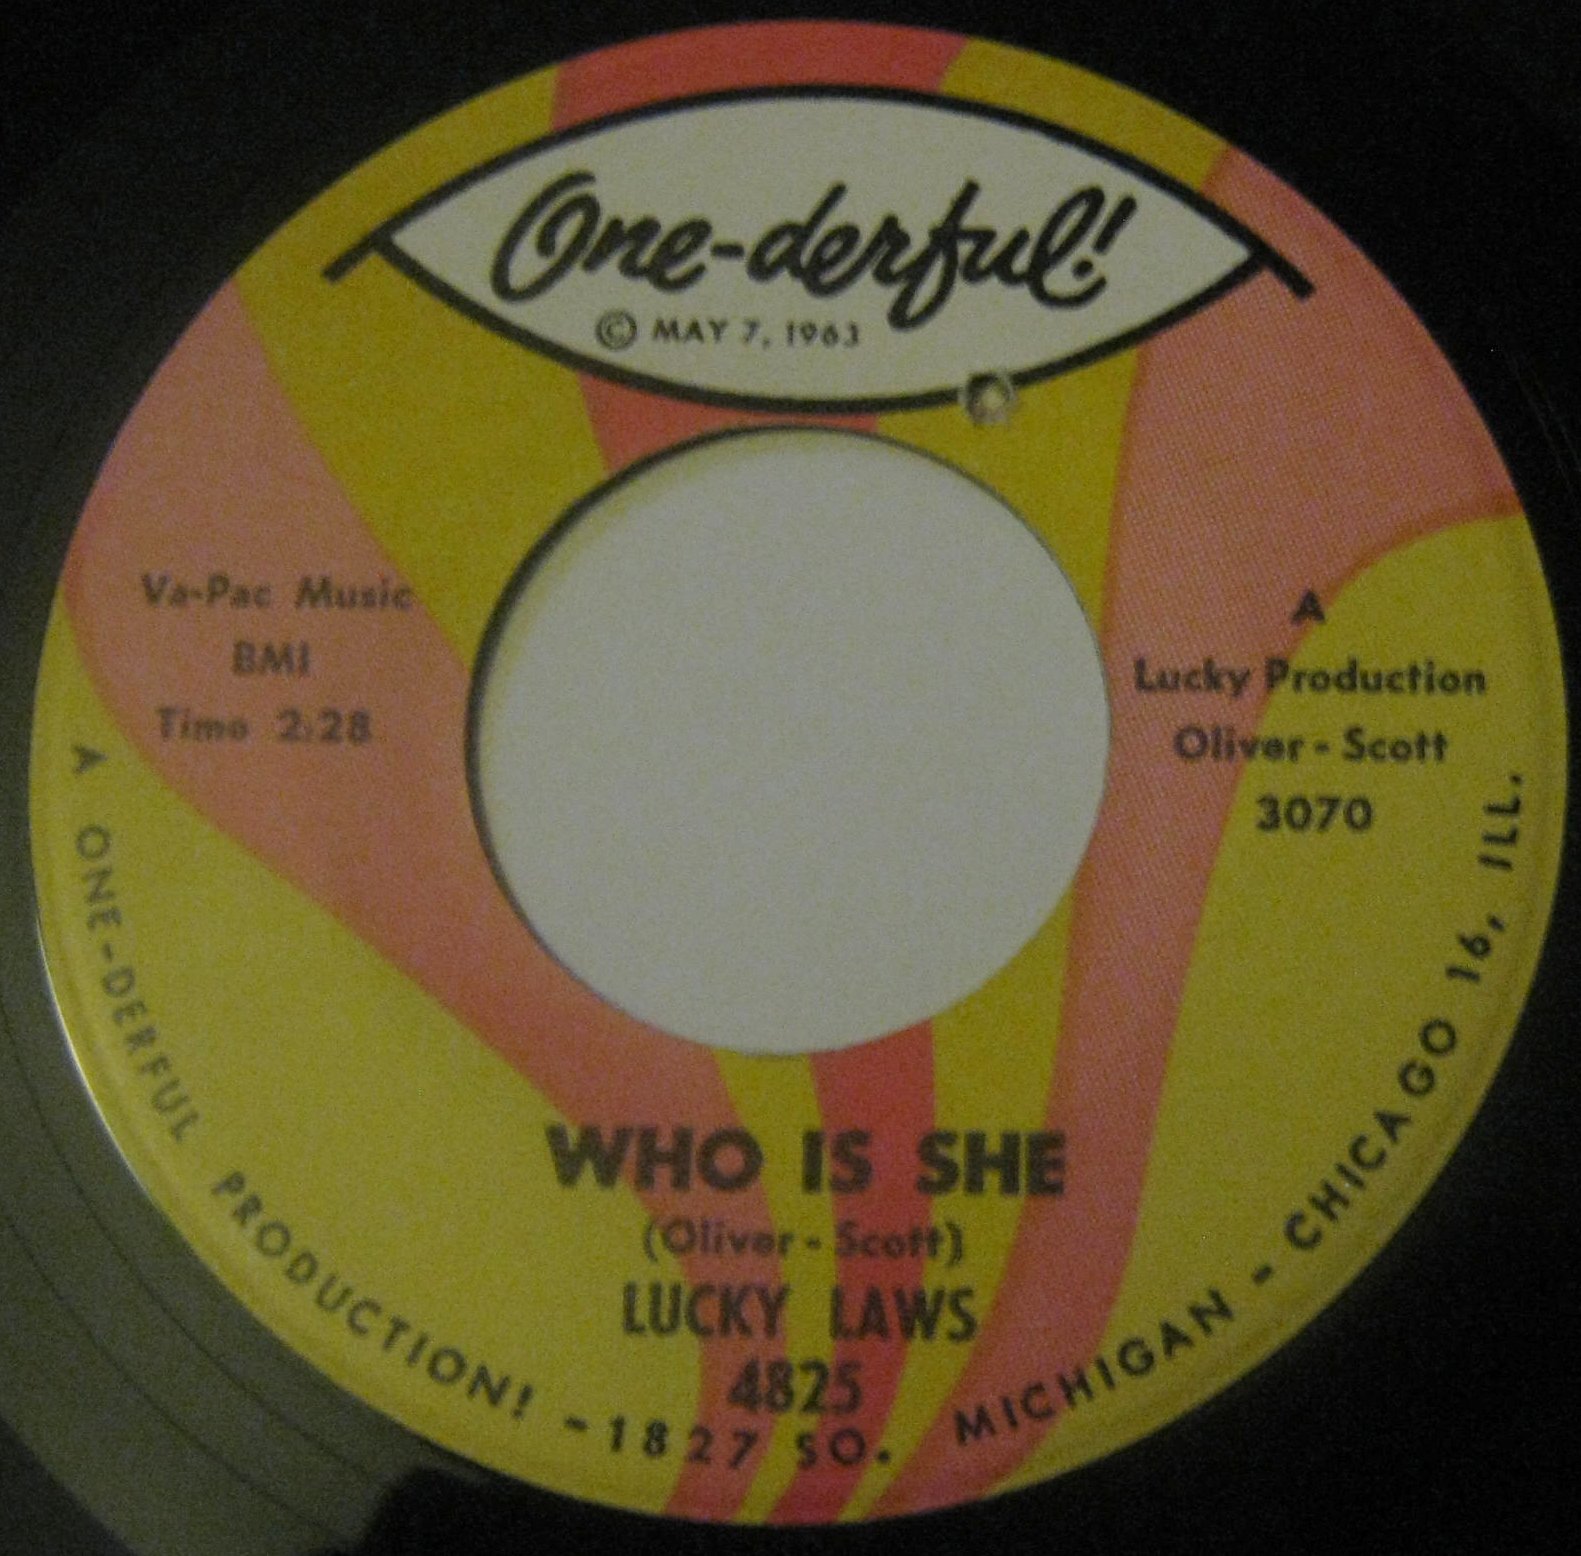 One-derful!
© MAY 7, 1963
Va-Pac Music
BMI
Time 2:28
A
Lucky Production
Oliver - Scott
3070
WHO IS SHE
(Oliver - Scott)
LUCKY LAWS
4825
A ONE-DERFUL PRODUCTION! -1827 SO. MICHIGAN - CHICAGO 16, ILL.